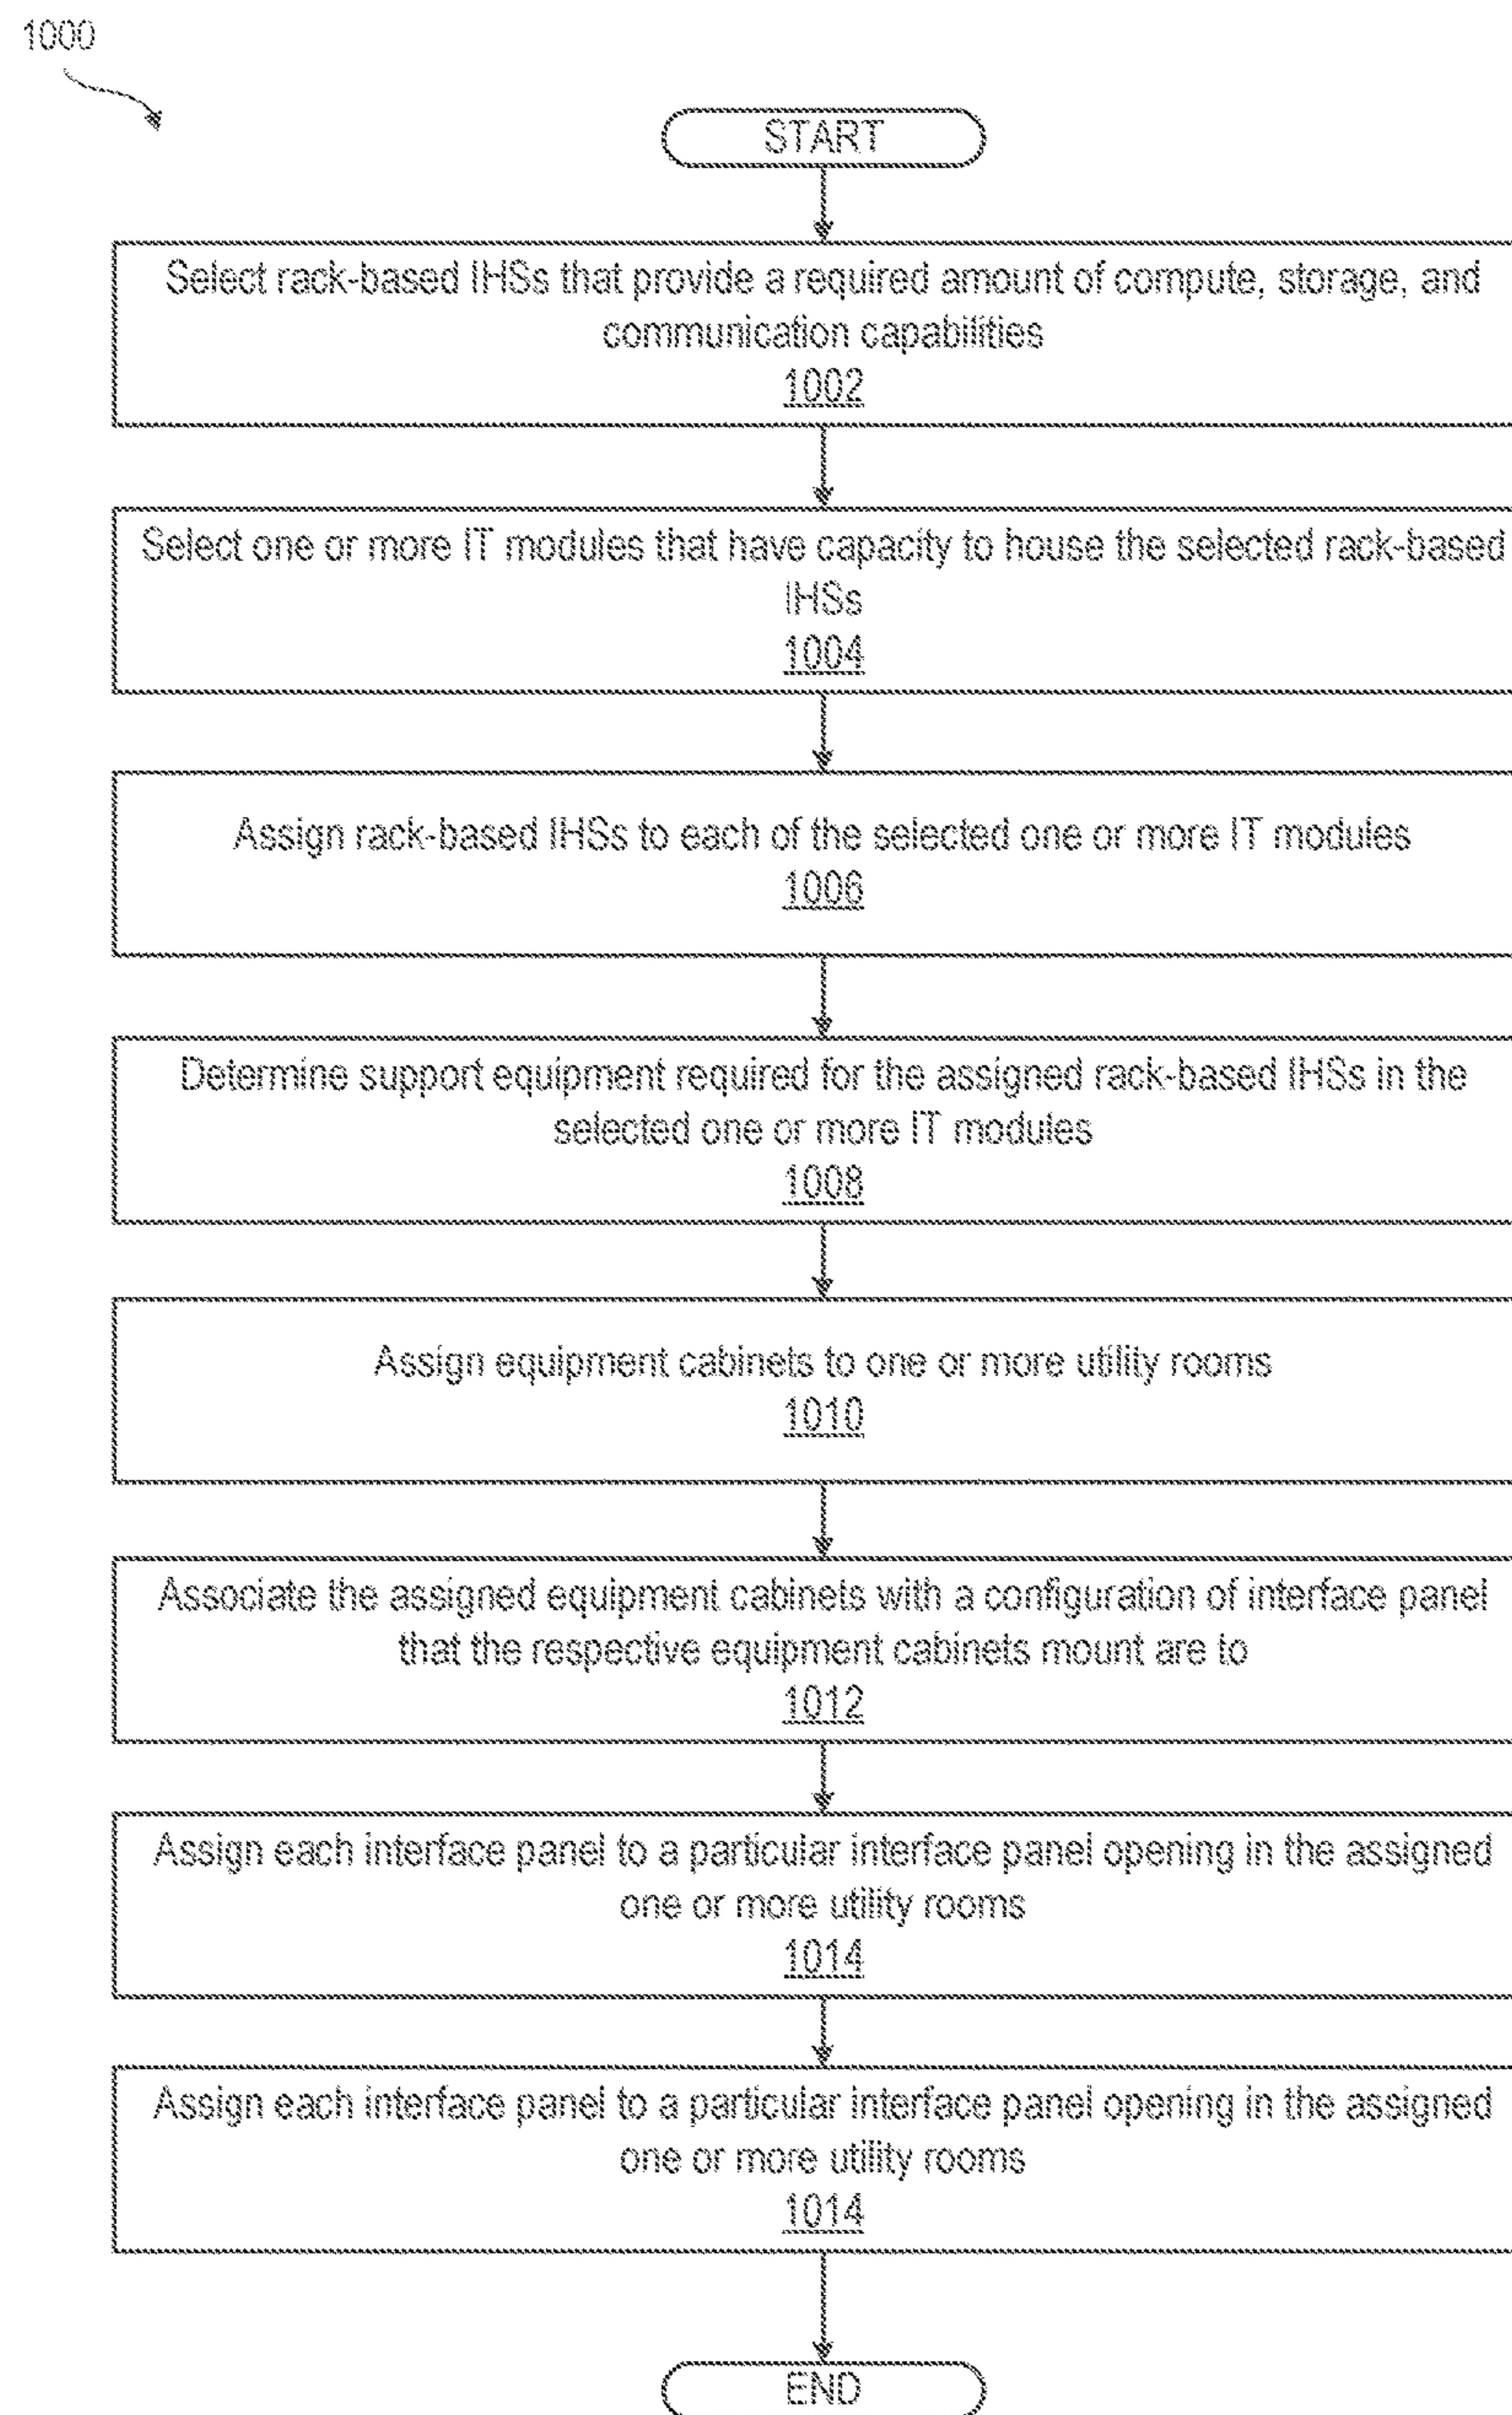 1000
START
Select rack-based IHSs that provide a required amount of compute, storage, and
communication capabilities
1002
Select one or more IT modules that have capacity to house the selected rack-based
IHSs
1004
Assign rack-based IHSs to each of the selected one or more IT modules
1006
Determine support equipment required for the assigned rack-based IHSs in the
selected one or more IT modules
1008
Assign equipment cabinets to one or more utility rooms
1010
Associate the assigned equipment cabinets with a configuration of interface panel
that the respective equipment cabinets mount are to
1012
Assign each interface panel to a particular interface panel opening in the assigned
one or more utility rooms
1014
Assign each interface panel to a particular interface panel opening in the assigned
one or more utility rooms
1014
END